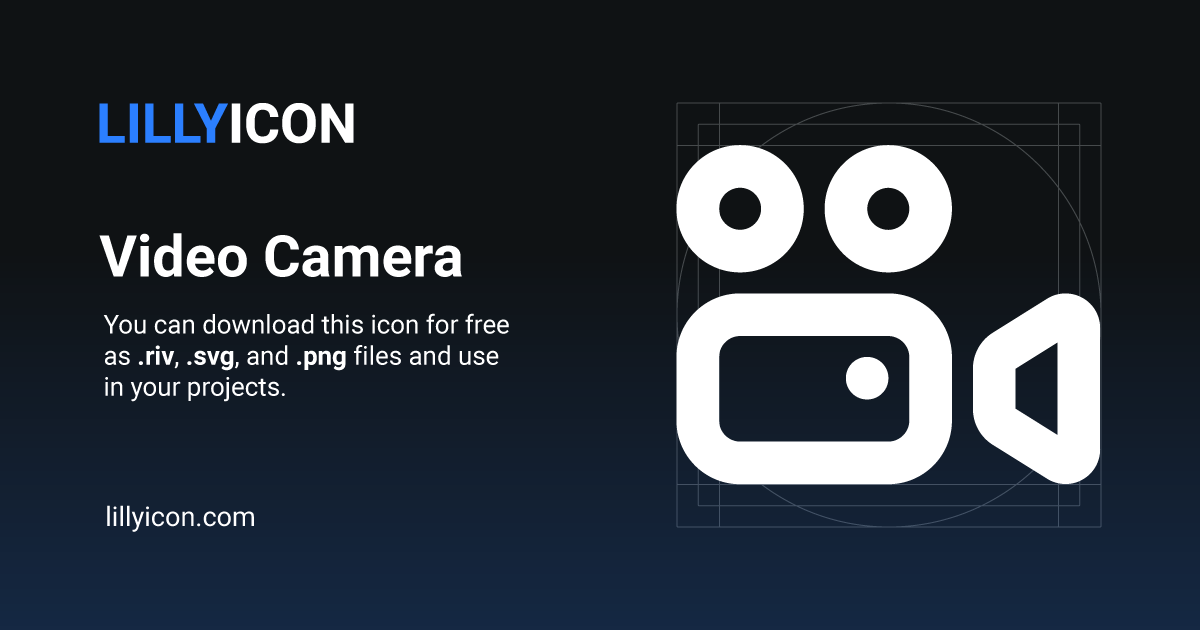 LILLYICON
Video Camera
You can download this icon for free
as .riv, .svg, and .png files and use
in your projects.
lillyicon.com